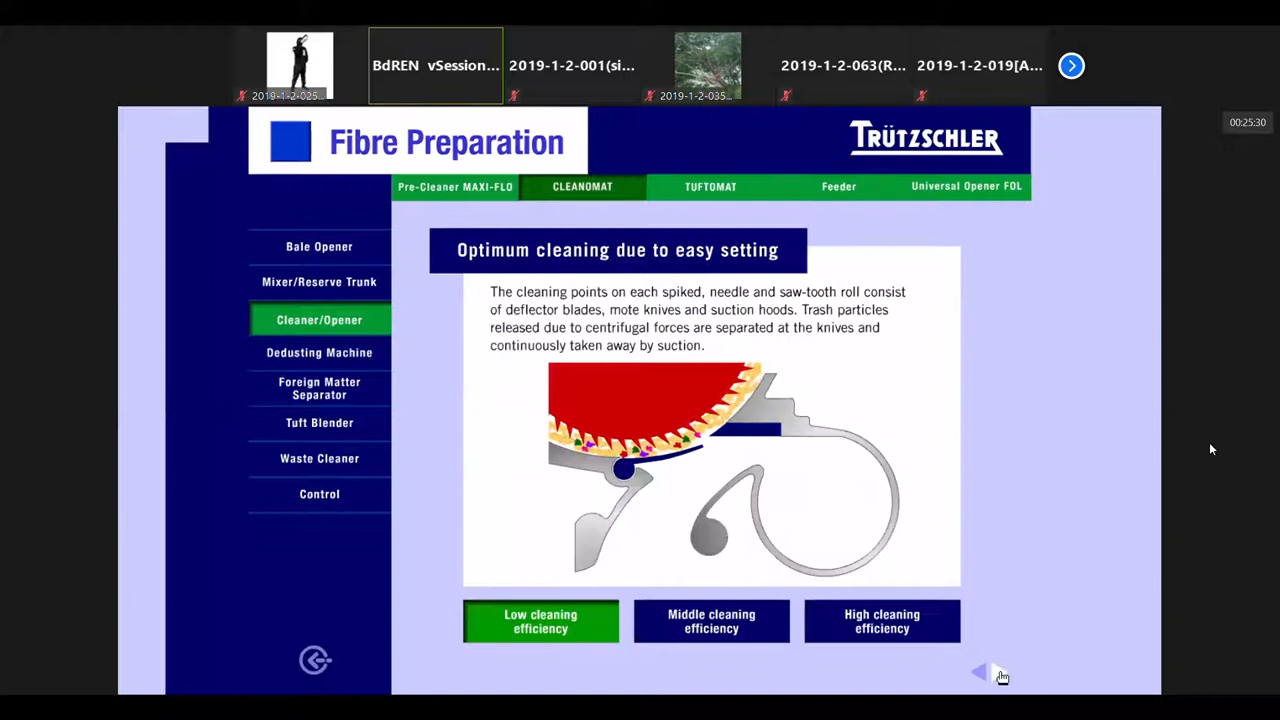 BdREN vSession...
2019-1-2-001(si...
2019-1-2-063(R...
2019-1-2-019[A...
2019-1-2-025...
2019-1-2-035...
00:25:30
Fibre Preparation
TRÜTZSCHLER
Pre-Cleaner MAXI-FLO
CLEANOMAT
TUFTOMAT
Feeder
Universal Opener FOL
Bale Opener
Mixer/Reserve Trunk
Cleaner/Opener
Dedusting Machine
Foreign Matter
Separator
Tuft Blender
Waste Cleaner
Control
Optimum cleaning due to easy setting
The cleaning points on each spiked, needle and saw-tooth roll consist
of deflector blades, mote knives and suction hoods. Trash particles
released due to centrifugal forces are separated at the knives and
continuously taken away by suction.
Low cleaning
efficiency
Middle cleaning
efficiency
High cleaning
efficiency